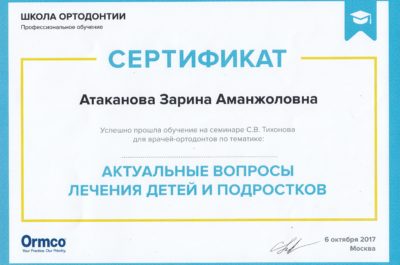 ШКОЛА ОРТОДОНТИИ
Профессиональное обучение
СЕРТИФИКАТ
Атаканова Зарина Аманжоловна
Успешно прошла обучение на семинаре С.В. Тихонова
для врачей-ортодонтов по тематике:
АКТУАЛЬНЫЕ ВОПРОСЫ
ЛЕЧЕНИЯ ДЕТЕЙ И ПОДРОСТКОВ
Ormco
Your Practice. Our Priority.
6 октября 2017
Москва